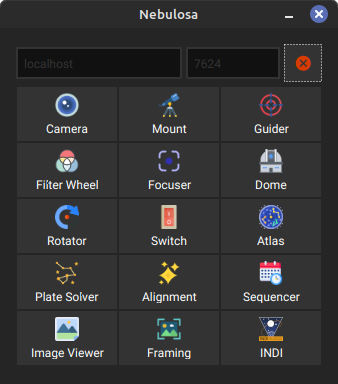 Nebulosa
localhost
7624
Camera
Mount
Guider
Filter Wheel
Focuser
Dome
Rotator
Switch
Atlas
Plate Solver
Alignment
Sequencer
Image Viewer
Framing
INDI